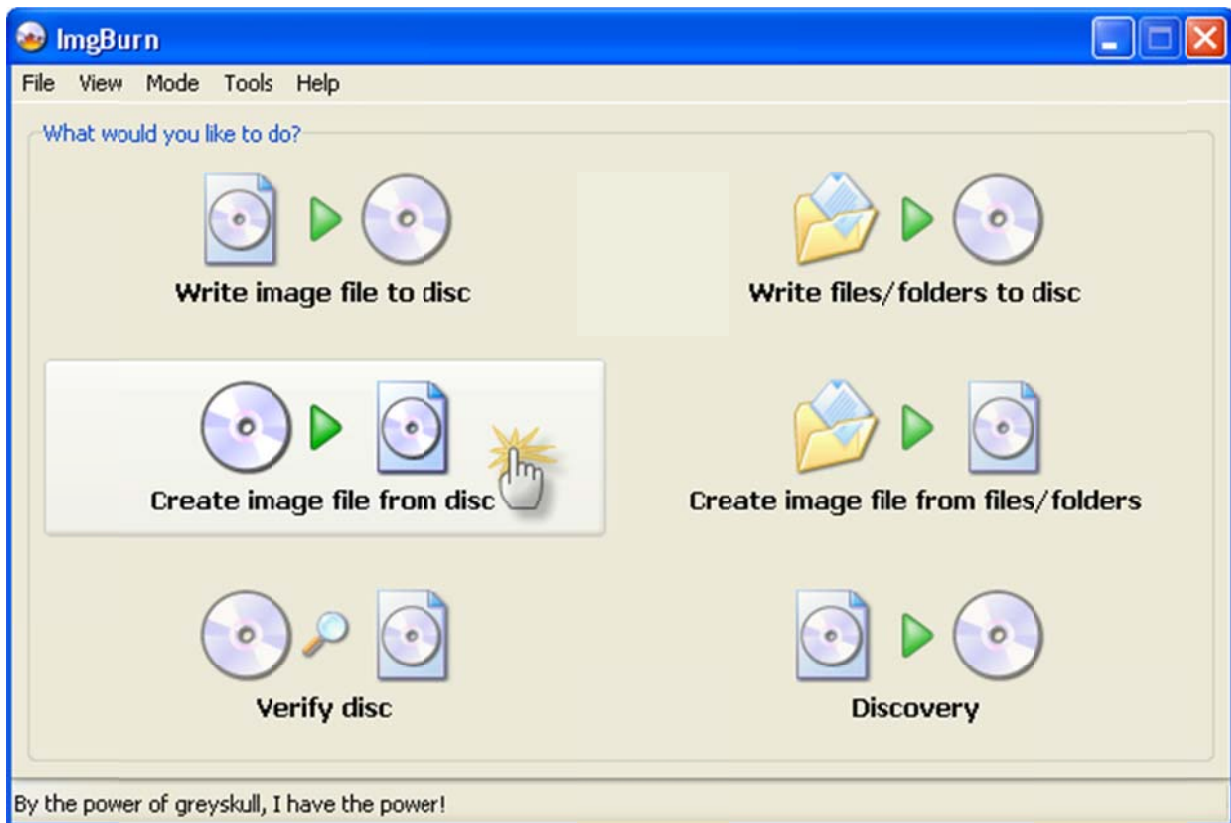 ImgBurn
File View Mode Tools Help
What would you like to do?
Write image file to disc
Write files/folders to disc
Create image file from disc
Create image file from files/folders
Verify disc
Discovery
By the power of greyskull, I have the power!